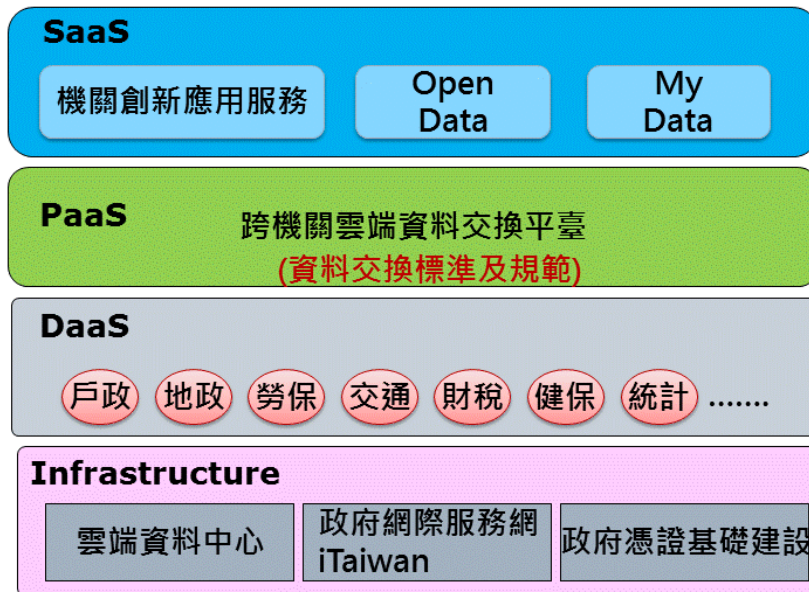 SaaS
機關創新應用服務
Open
Data
My
Data
PaaS
跨機關雲端資料交換平臺
(資料交換標準及規範)
DaaS
戶政 地政 勞保 交通 財稅 健保 統計 .......
Infrastructure
雲端資料中心
政府網際服務網
iTaiwan
政府憑證基礎建設